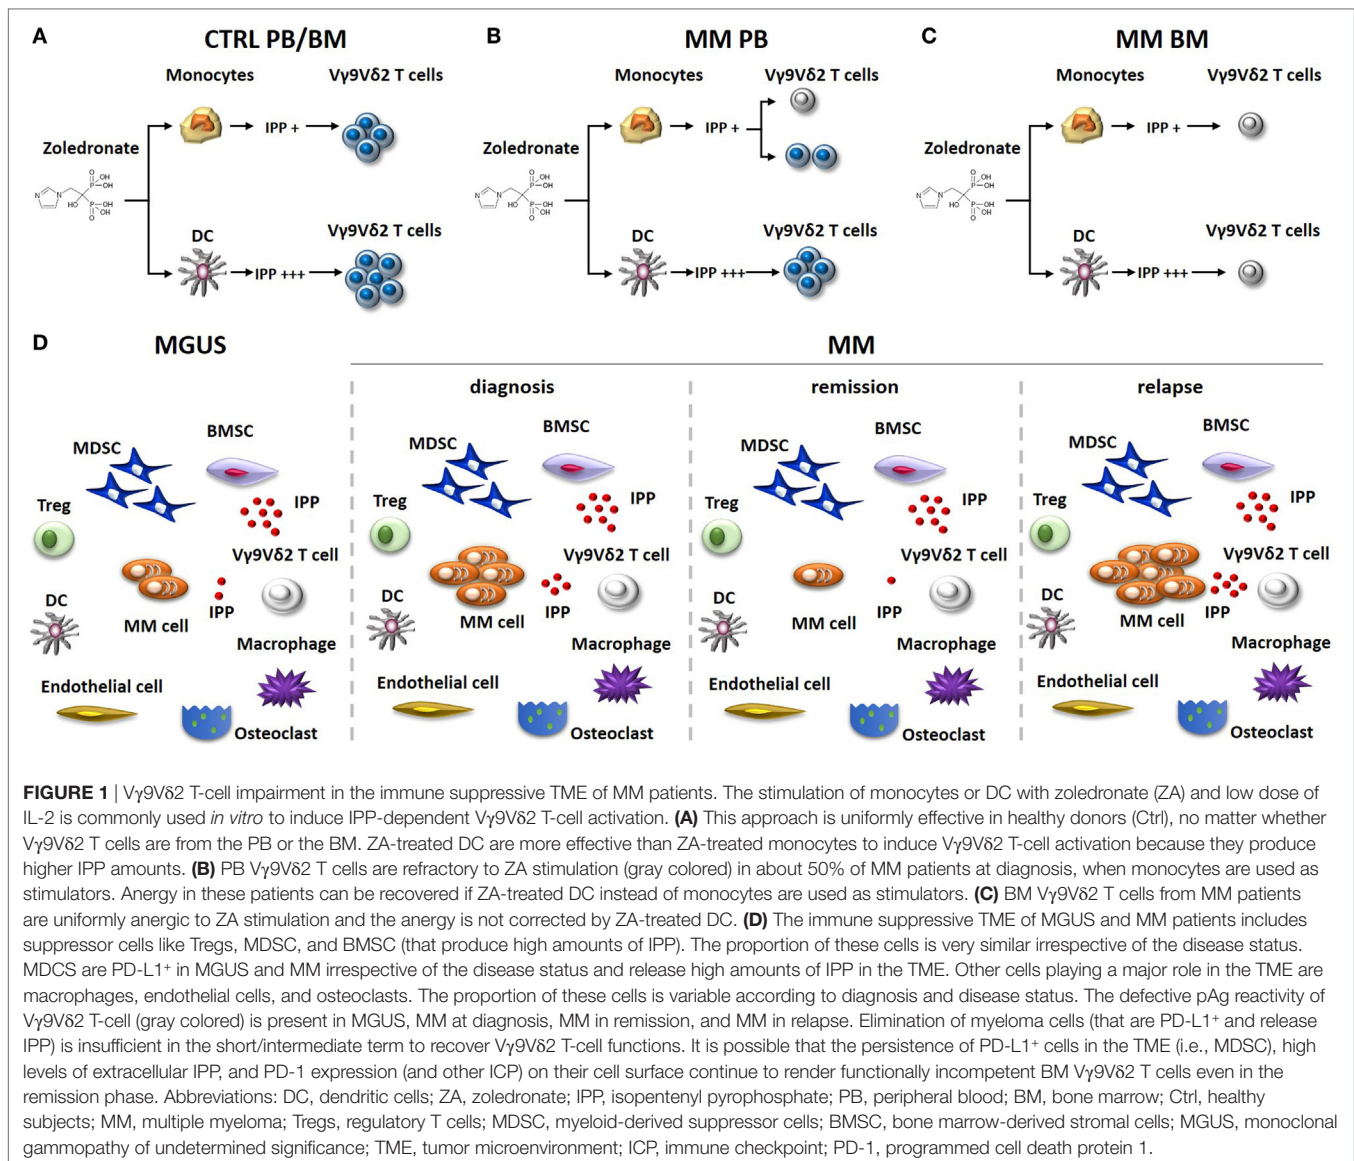 A
CTRL PB/BM
Monocytes
Vγ9Vδ2 T cells
IPP +
Zoledronate
N
N
HO
O
P
OH
OH
P
OH
OH
O
DC
Vγ9Vδ2 T cells
IPP +++
B
MM PB
Monocytes
Vγ9Vδ2 T cells
IPP +
Zoledronate
N
N
HO
O
P
OH
OH
P
OH
OH
O
DC
Vγ9Vδ2 T cells
IPP +++
C
MM BM
Monocytes
Vγ9Vδ2 T cells
IPP +
Zoledronate
N
N
HO
O
P
OH
OH
P
OH
OH
O
DC
Vγ9Vδ2 T cells
IPP +++
D
MGUS
MM
MDSC
BMSC
Treg
IPP
Vγ9Vδ2 T cell
DC
MM cell
IPP
Macrophage
Endothelial cell
Osteoclast
diagnosis
MDSC
BMSC
Treg
IPP
Vγ9Vδ2 T cell
DC
MM cell
IPP
Macrophage
Endothelial cell
Osteoclast
remission
MDSC
BMSC
Treg
IPP
Vγ9Vδ2 T cell
DC
MM cell
IPP
Macrophage
Endothelial cell
Osteoclast
relapse
MDSC
BMSC
Treg
IPP
Vγ9Vδ2 T cell
DC
MM cell
IPP
Macrophage
Endothelial cell
Osteoclast
FIGURE 1 | Vγ9Vδ2 T-cell impairment in the immune suppressive TME of MM patients. The stimulation of monocytes or DC with zoledronate (ZA) and low dose of
IL-2 is commonly used in vitro to induce IPP-dependent Vγ9Vδ2 T-cell activation. (A) This approach is uniformly effective in healthy donors (Ctrl), no matter whether
Vγ9Vδ2 T cells are from the PB or the BM. ZA-treated DC are more effective than ZA-treated monocytes to induce Vγ9Vδ2 T-cell activation because they produce
higher IPP amounts. (B) PB Vγ9Vδ2 T cells are refractory to ZA stimulation (gray colored) in about 50% of MM patients at diagnosis, when monocytes are used as
stimulators. Anergy in these patients can be recovered if ZA-treated DC instead of monocytes are used as stimulators. (C) BM Vγ9Vδ2 T cells from MM patients
are uniformly anergic to ZA stimulation and the anergy is not corrected by ZA-treated DC. (D) The immune suppressive TME of MGUS and MM patients includes
suppressor cells like Tregs, MDSC, and BMSC (that produce high amounts of IPP). The proportion of these cells is very similar irrespective of the disease status.
MDCS are PD-L1⁺ in MGUS and MM irrespective of the disease status and release high amounts of IPP in the TME. Other cells playing a major role in the TME are
macrophages, endothelial cells, and osteoclasts. The proportion of these cells is variable according to diagnosis and disease status. The defective pAg reactivity of
Vγ9Vδ2 T-cell (gray colored) is present in MGUS, MM at diagnosis, MM in remission, and MM in relapse. Elimination of myeloma cells (that are PD-L1⁺ and release
IPP) is insufficient in the short/intermediate term to recover Vγ9Vδ2 T-cell functions. It is possible that the persistence of PD-L1⁺ cells in the TME (i.e., MDSC), high
levels of extracellular IPP, and PD-1 expression (and other ICP) on their cell surface continue to render functionally incompetent BM Vγ9Vδ2 T cells even in the
remission phase. Abbreviations: DC, dendritic cells; ZA, zoledronate; IPP, isopentenyl pyrophosphate; PB, peripheral blood; BM, bone marrow; Ctrl, healthy
subjects; MM, multiple myeloma; Tregs, regulatory T cells; MDSC, myeloid-derived suppressor cells; BMSC, bone marrow-derived stromal cells; MGUS, monoclonal
gammopathy of undetermined significance; TME, tumor microenvironment; ICP, immune checkpoint; PD-1, programmed cell death protein 1.